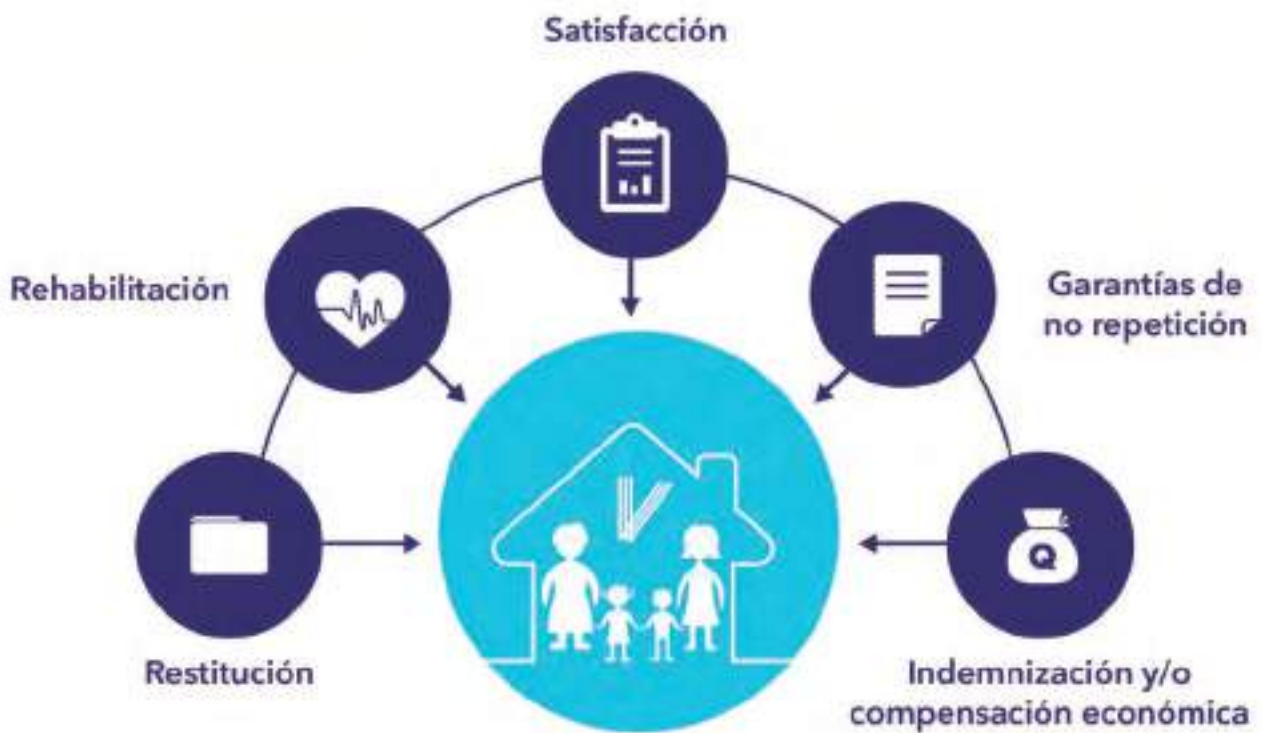 Satisfacción
Rehabilitación
Garantías de
no repetición
Q
Restitución
Indemnización y/o
compensación económica